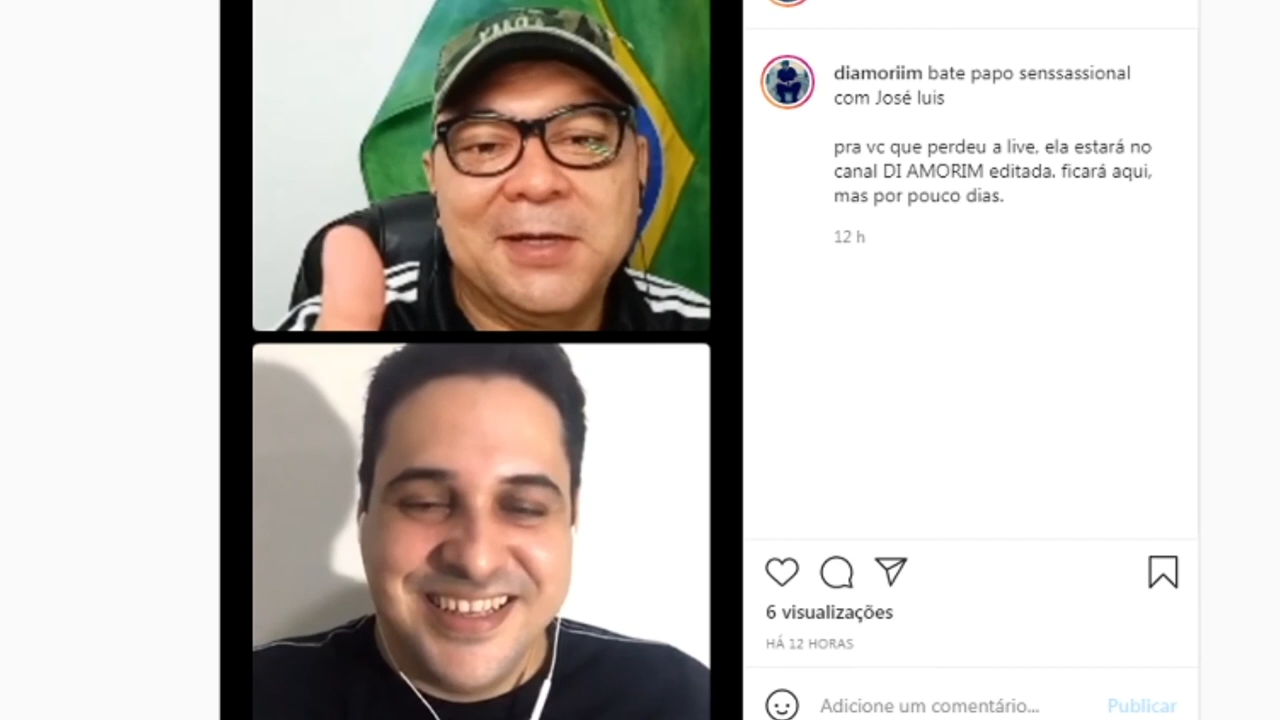 diamoriim bate papo senssassional
com José luis
pra vc que perdeu a live, ela estará no
canal DI AMORIM editada. ficará aqui,
mas por pouco dias.
12 h
6 visualizações
HÁ 12 HORAS
Adicione um comentário...
Publicar